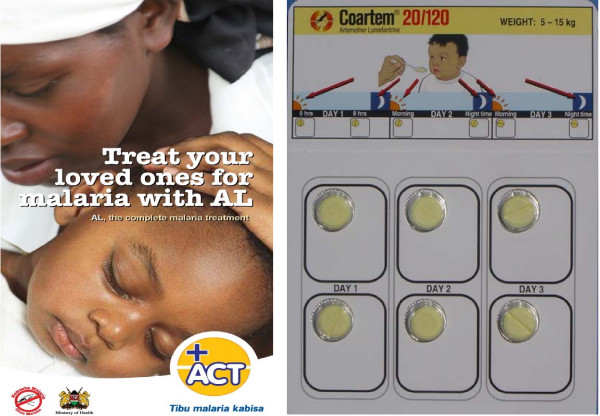 Treat your
loved ones for
malaria with AL
AL, the complete malaria treatment
ACT
Ministry of Health
Tibu malaria kabisa
Coartem® 20/120
Artemether Lumefantrine
WEIGHT: 5 – 15 kg
0 hrs DAY 1 8 hrs Morning DAY 2 Night time Morning DAY 3 Night time
DAY 1 DAY 2 DAY 3